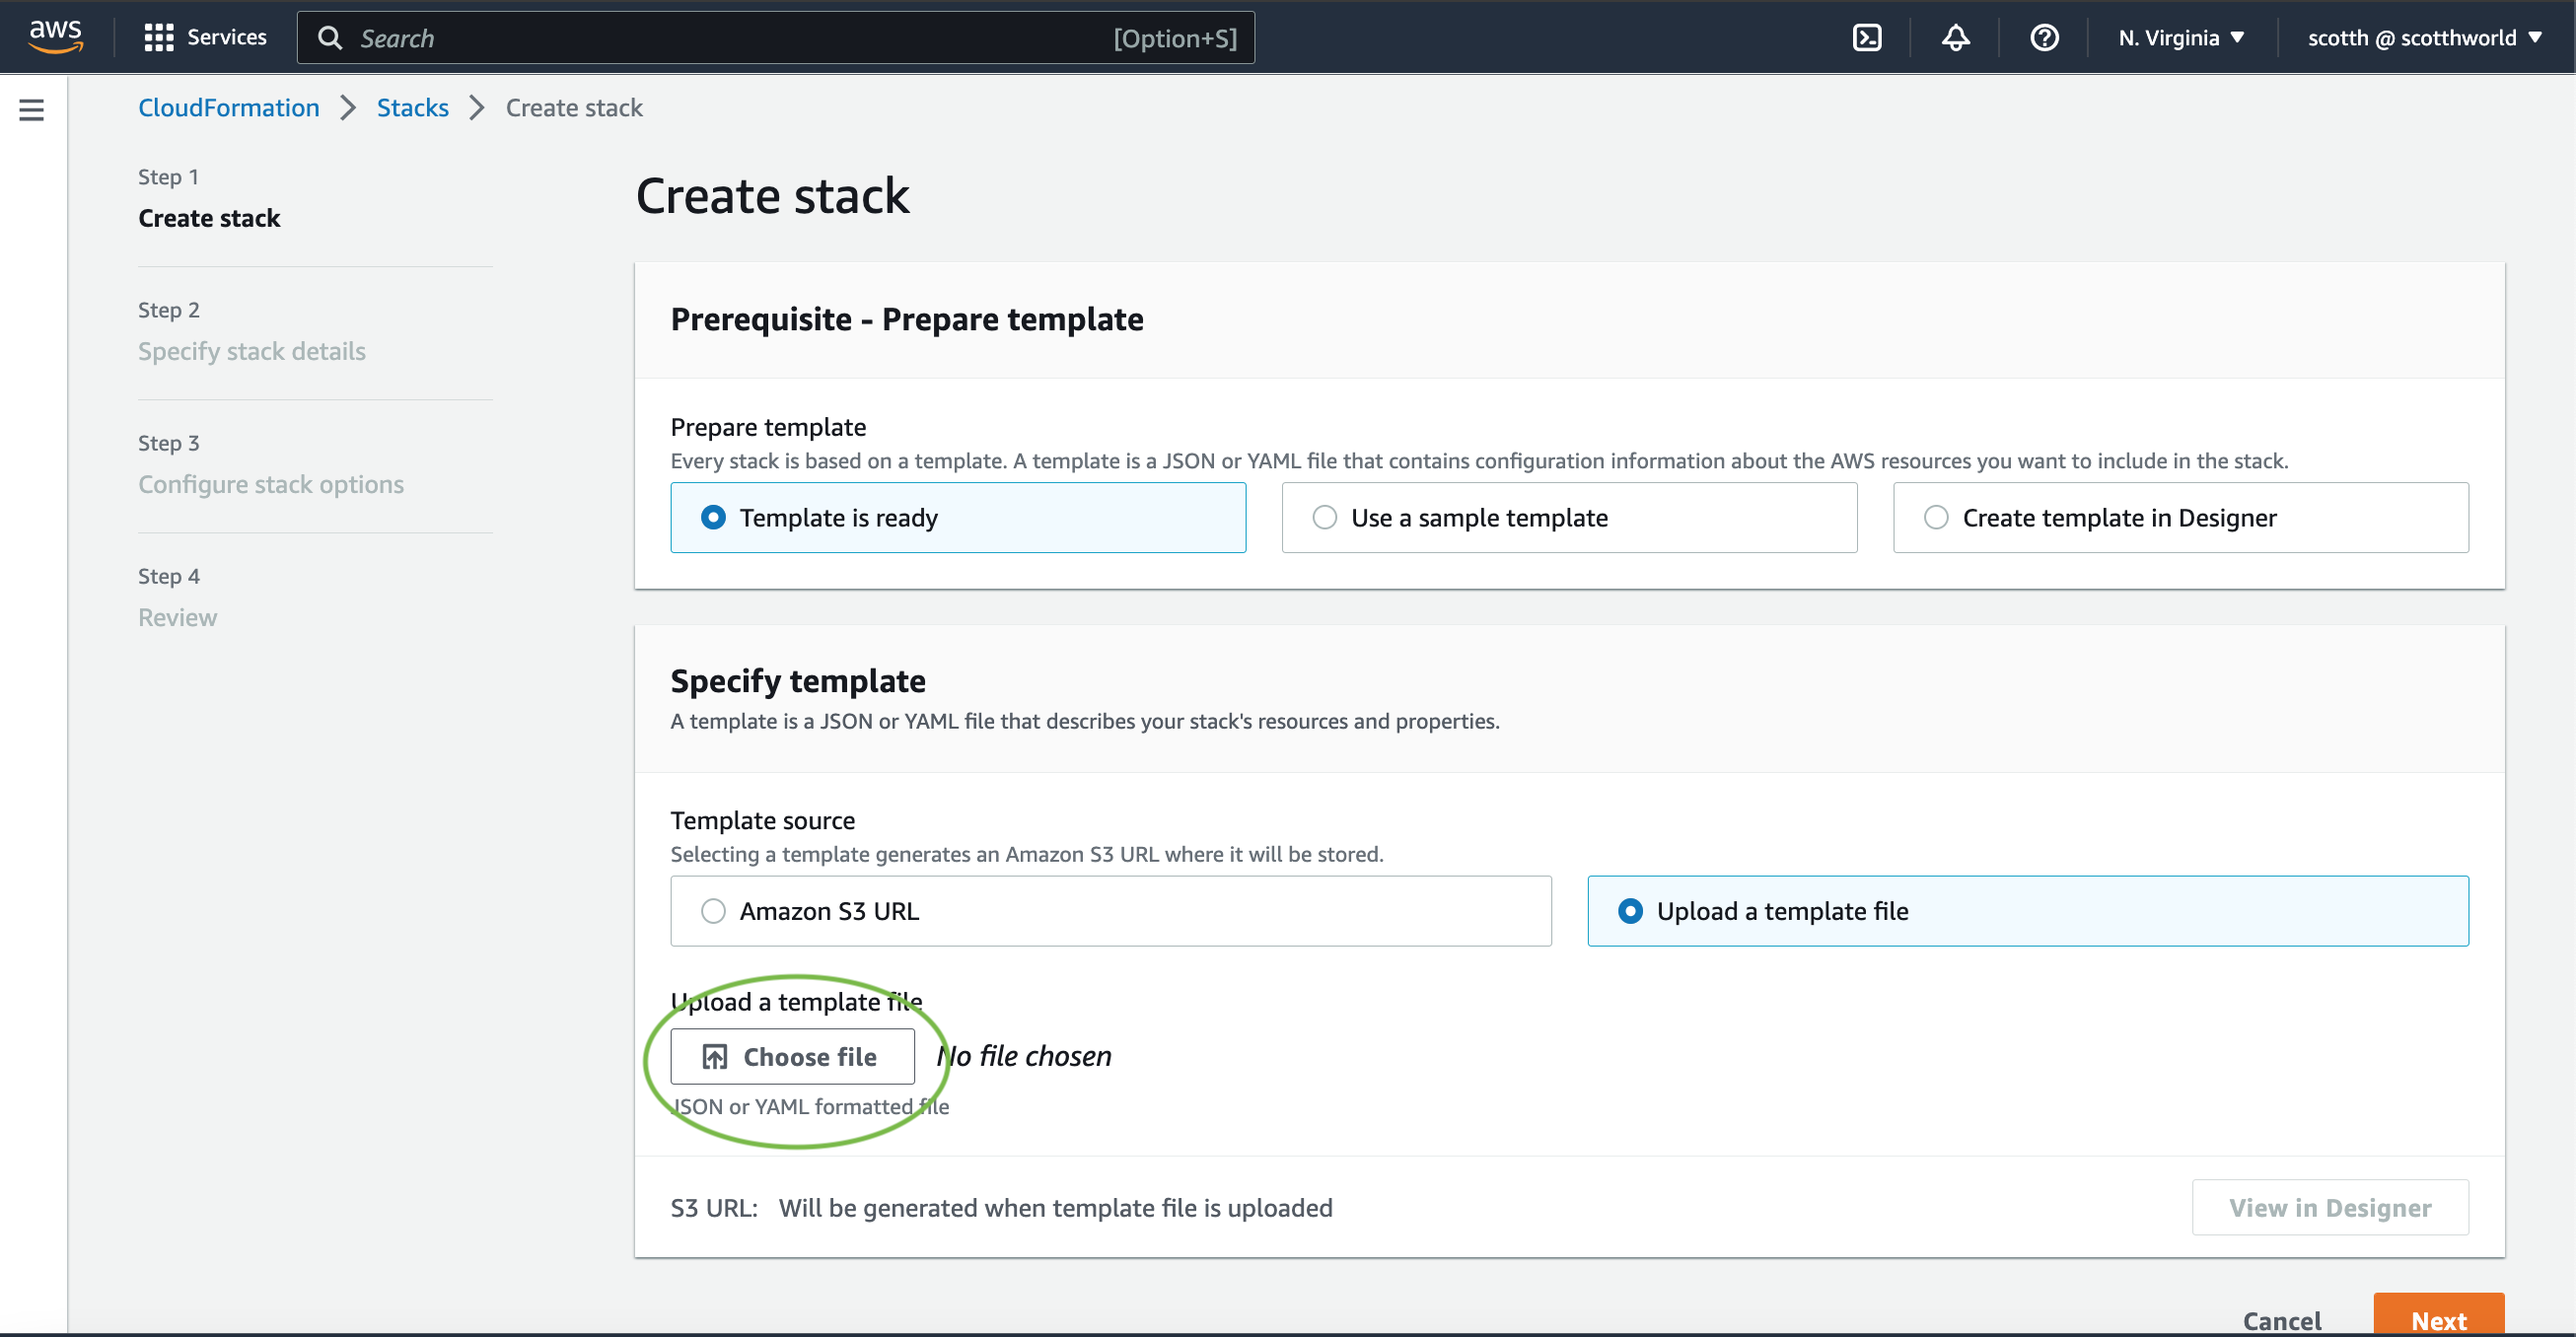 aws
Services
Search
[Option+S]
N. Virginia
scotth @ scotthworld
CloudFormation
Stacks
Create stack
Step 1
Create stack
Step 2
Specify stack details
Step 3
Configure stack options
Step 4
Review
Create stack
Prerequisite - Prepare template
Prepare template
Every stack is based on a template. A template is a JSON or YAML file that contains configuration information about the AWS resources you want to include in the stack.
Template is ready
Use a sample template
Create template in Designer
Specify template
A template is a JSON or YAML file that describes your stack's resources and properties.
Template source
Selecting a template generates an Amazon S3 URL where it will be stored.
Amazon S3 URL
Upload a template file
Upload a template file
Choose file
No file chosen
JSON or YAML formatted file
S3 URL: Will be generated when template file is uploaded
View in Designer
Cancel
Next